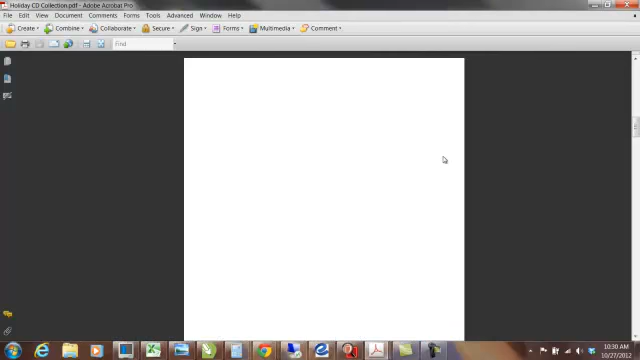 Holiday CD Collection.pdf - Adobe Acrobat Pro
File Edit View Document Comments Forms Tools Advanced Window Help
Create Combine Collaborate Secure Sign Forms Multimedia Comment
Find
10:30 AM
10/27/2012